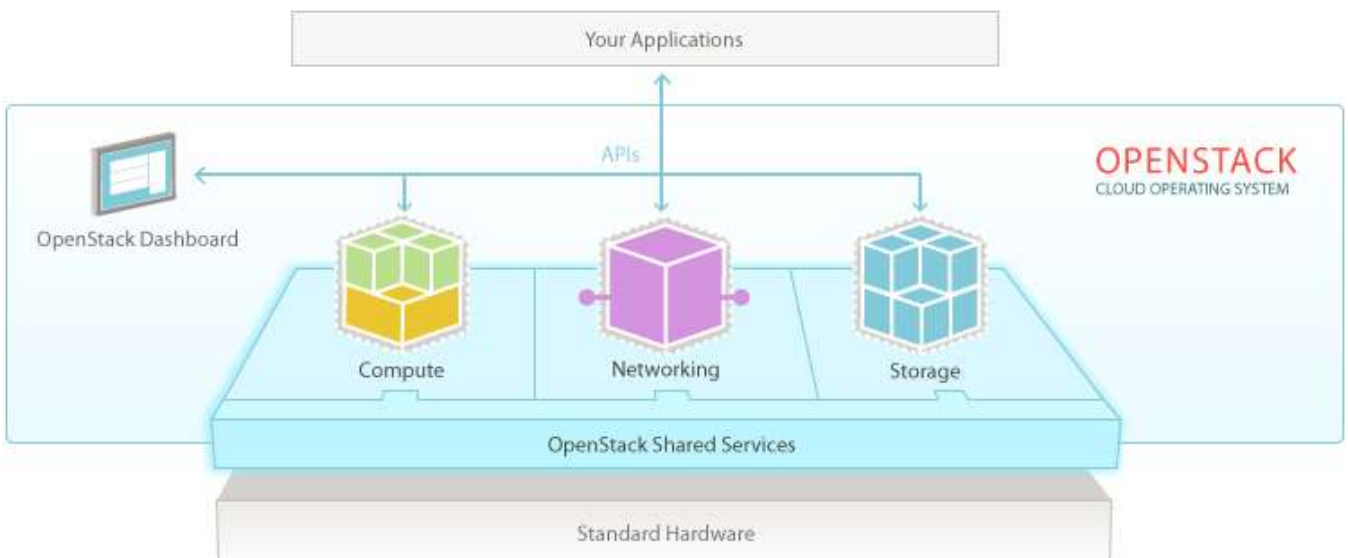 Your Applications
APIs
OPENSTACK
CLOUD OPERATING SYSTEM
OpenStack Dashboard
Compute
Networking
Storage
OpenStack Shared Services
Standard Hardware